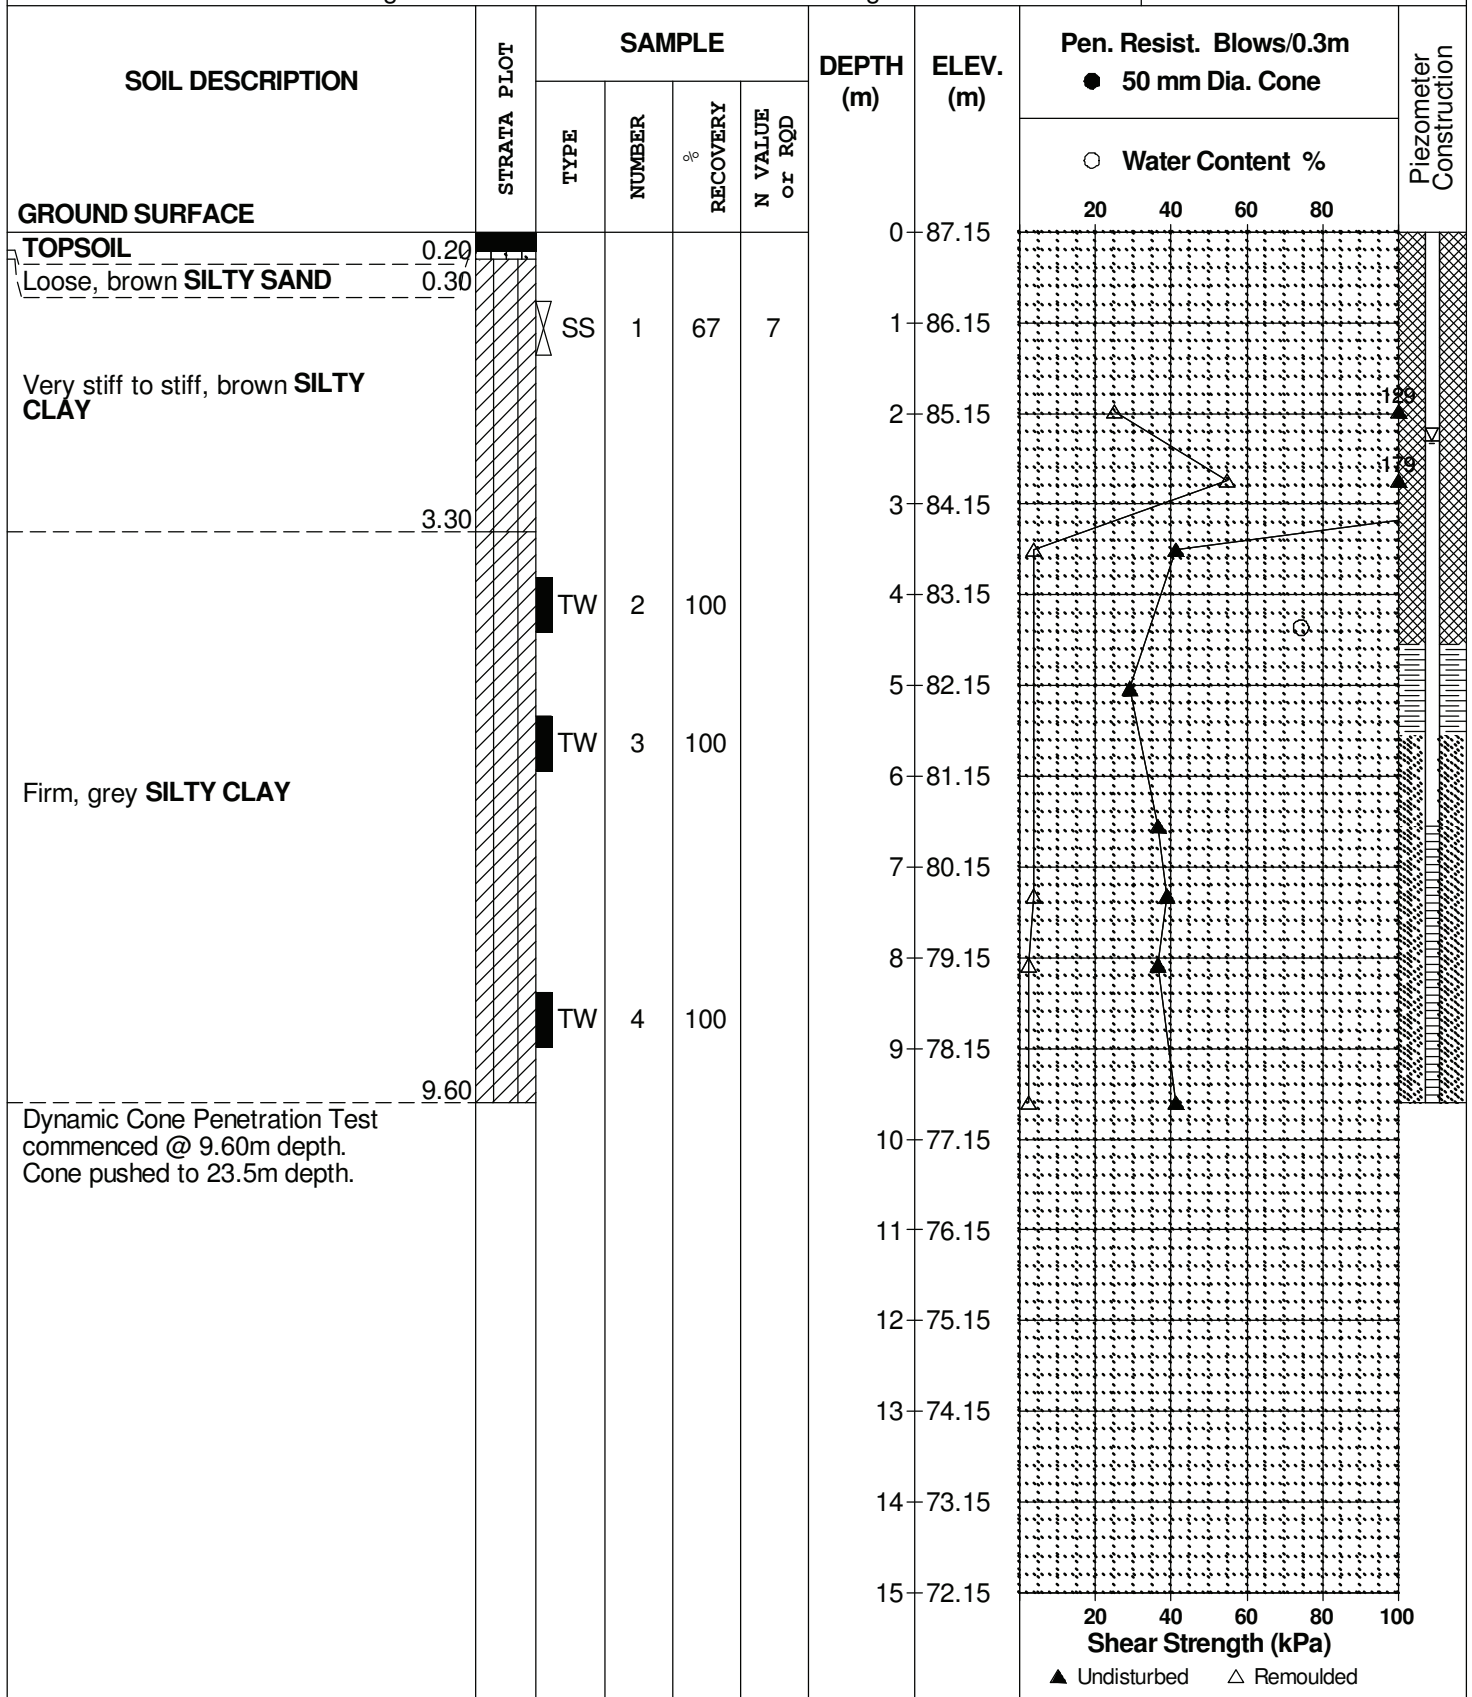 SOIL DESCRIPTION
GROUND SURFACE
STRATA PLOT
SAMPLE
TYPE
NUMBER
% RECOVERY
N VALUE or RQD
DEPTH (m)
ELEV. (m)
Pen. Resist. Blows/0.3m
● 50 mm Dia. Cone
○ Water Content %
20 40 60 80
Piezometer Construction
0 87.15
TOPSOIL 0.20
Loose, brown SILTY SAND 0.30
SS 1 67 7
1 86.15
Very stiff to stiff, brown SILTY
CLAY
129
2 85.15
179
3 84.15
3.30
TW 2 100
4 83.15
5 82.15
TW 3 100
6 81.15
Firm, grey SILTY CLAY
7 80.15
8 79.15
TW 4 100
9 78.15
9.60
Dynamic Cone Penetration Test
commenced @ 9.60m depth.
Cone pushed to 23.5m depth.
10 77.15
11 76.15
12 75.15
13 74.15
14 73.15
15 72.15
20 40 60 80 100
Shear Strength (kPa)
▲ Undisturbed △ Remoulded